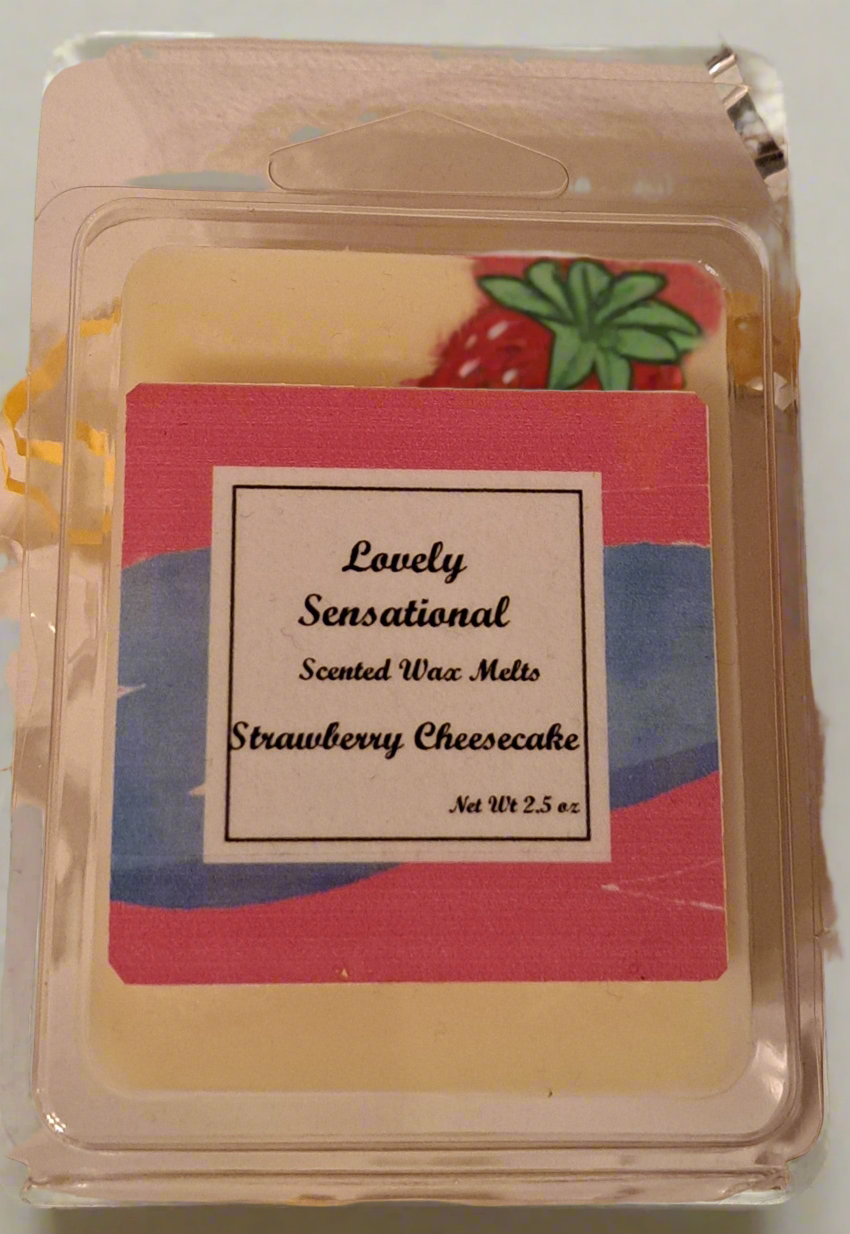 Lovely
Sensational
Scented Wax Melts
Strawberry Cheesecake
Net Wt 2.5 oz